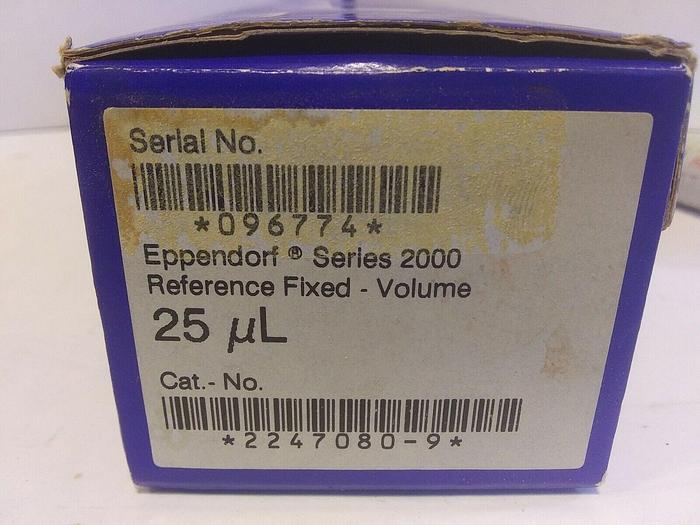 Serial No.
*096774*
Eppendorf ® Series 2000
Reference Fixed - Volume
25 µL
Cat.- No.
*2247080-9*